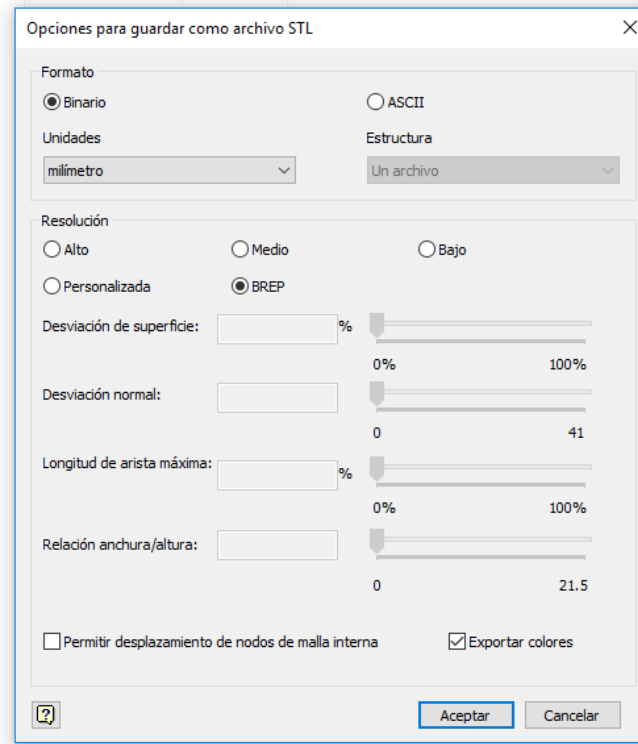 Opciones para guardar como archivo STL
Formato
Binario
ASCII
Unidades
Estructura
milímetro
Un archivo
Resolución
Alto
Medio
Bajo
Personalizada
BREP
Desviación de superficie:
%
0%
100%
Desviación normal:
0
41
Longitud de arista máxima:
%
0%
100%
Relación anchura/altura:
0
21.5
Permitir desplazamiento de nodos de malla interna
Exportar colores
?
Aceptar
Cancelar